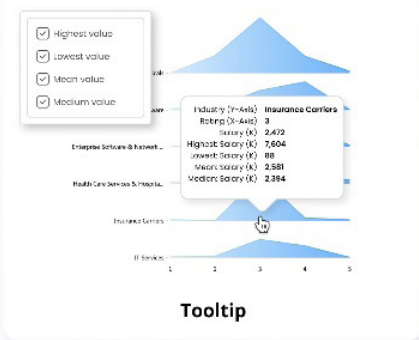 Highest value
Lowest value
Mean value
Medium value
Industry (Y-Axis) Insurance Carriers
Rating (X-Axis) 3
Salary (K) 2,472
Highest: Salary (K) 7,604
Lowest: Salary (K) 88
Mean: Salary (K) 2,581
Median: Salary (K) 2,394
Enterprise Software & Network...
Health Care Services & Hospita...
Insurance Carriers
IT Services
1 2 3 4 5
Tooltip